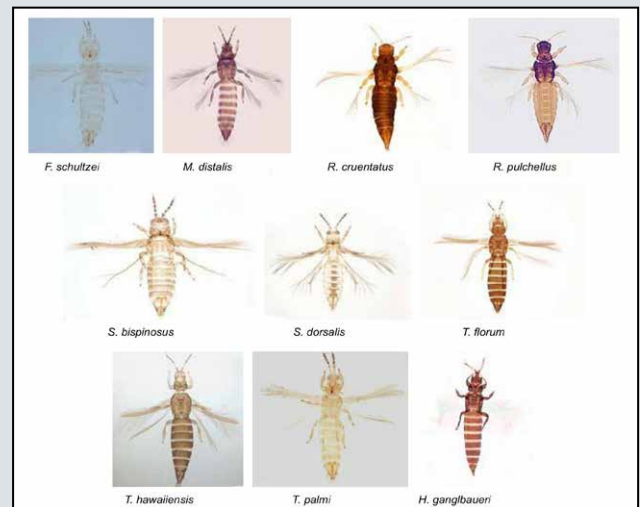 F. schultzei M. distalis R. cruentatus R. pulchellus
S. bispinosus S. dorsalis T. florum
T. hawaiiensis T. palmi H. ganglbaueri